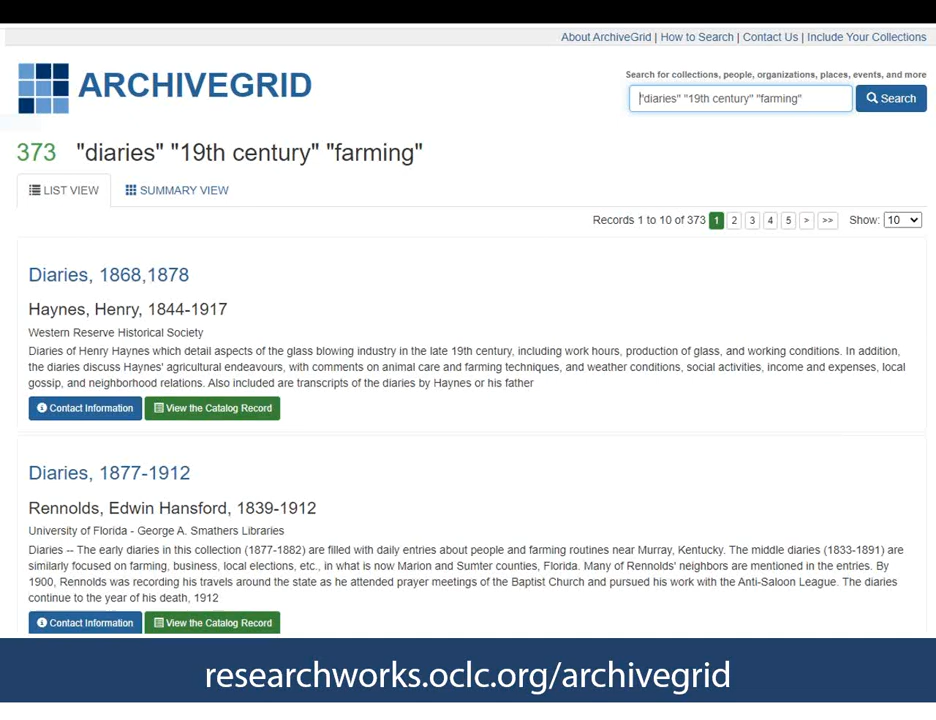 About ArchiveGrid | How to Search | Contact Us | Include Your Collections
ARCHIVEGRID
Search for collections, people, organizations, places, events, and more
"diaries" "19th century" "farming"
Search
373 "diaries" "19th century" "farming"
LIST VIEW
SUMMARY VIEW
Records 1 to 10 of 373 1 2 3 4 5 > >> Show: 10
Diaries, 1868,1878
Haynes, Henry, 1844-1917
Western Reserve Historical Society
Diaries of Henry Haynes which detail aspects of the glass blowing industry in the late 19th century, including work hours, production of glass, and working conditions. In addition,
the diaries discuss Haynes' agricultural endeavours, with comments on animal care and farming techniques, and weather conditions, social activities, income and expenses, local
gossip, and neighborhood relations. Also included are transcripts of the diaries by Haynes or his father
Contact Information
View the Catalog Record
Diaries, 1877-1912
Rennolds, Edwin Hansford, 1839-1912
University of Florida - George A. Smathers Libraries
Diaries -- The early diaries in this collection (1877-1882) are filled with daily entries about people and farming routines near Murray, Kentucky. The middle diaries (1833-1891) are
similarly focused on farming, business, local elections, etc., in what is now Marion and Sumter counties, Florida. Many of Rennolds' neighbors are mentioned in the entries. By
1900, Rennolds was recording his travels around the state as he attended prayer meetings of the Baptist Church and pursued his work with the Anti-Saloon League. The diaries
continue to the year of his death, 1912
Contact Information
View the Catalog Record
researchworks.oclc.org/archivegrid